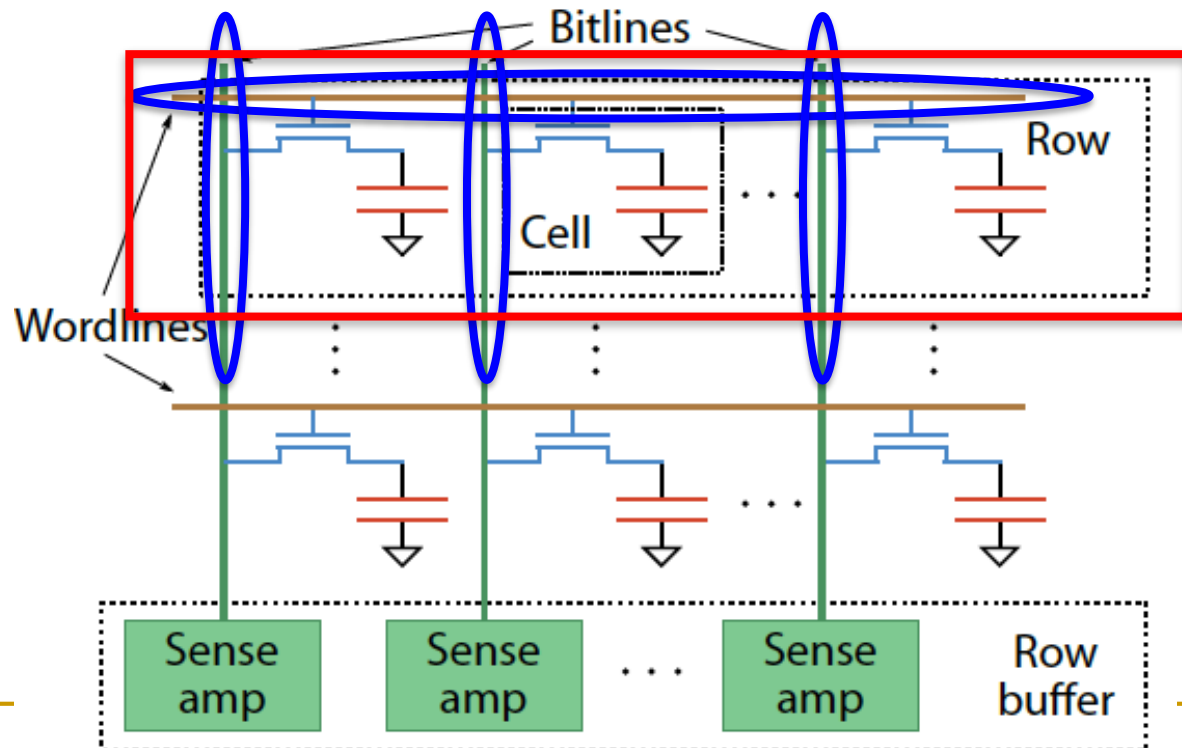 Bitlines
Row
Cell
Wordlines
Sense
amp
Sense
amp
Sense
amp
Row
buffer